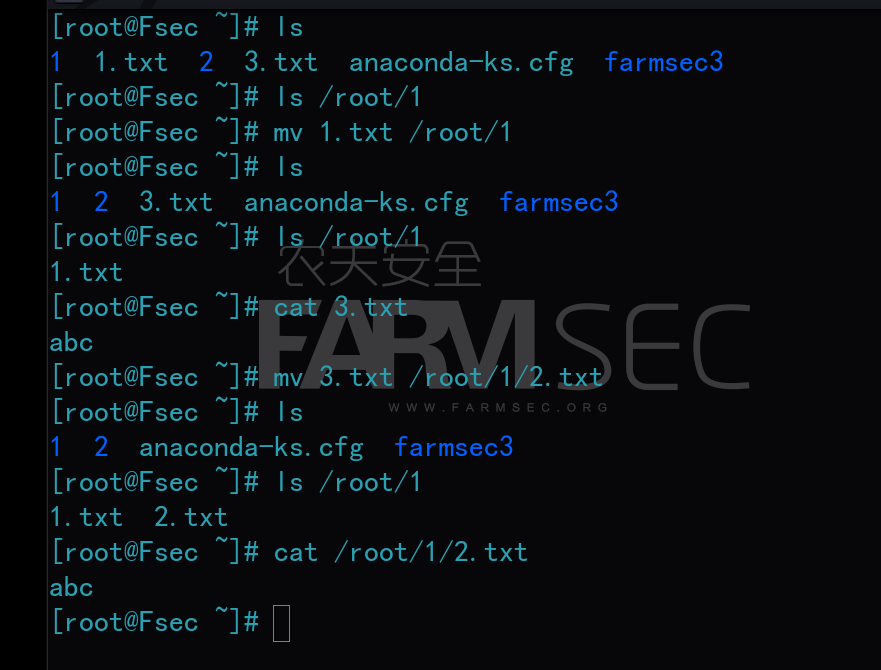 [root@Fsec ~]# ls
1  1.txt  2  3.txt  anaconda-ks.cfg  farmsec3
[root@Fsec ~]# ls /root/1
[root@Fsec ~]# mv 1.txt /root/1
[root@Fsec ~]# ls
1  2  3.txt  anaconda-ks.cfg  farmsec3
[root@Fsec ~]# ls /root/1
农天安全
1.txt
[root@Fsec ~]# cat 3.txt
FARMSEC
abc
[root@Fsec ~]# mv 3.txt /root/1/2.txt
WWW.FARMSEC.ORG
[root@Fsec ~]# ls
1  2  anaconda-ks.cfg  farmsec3
[root@Fsec ~]# ls /root/1
1.txt  2.txt
[root@Fsec ~]# cat /root/1/2.txt
abc
[root@Fsec ~]#